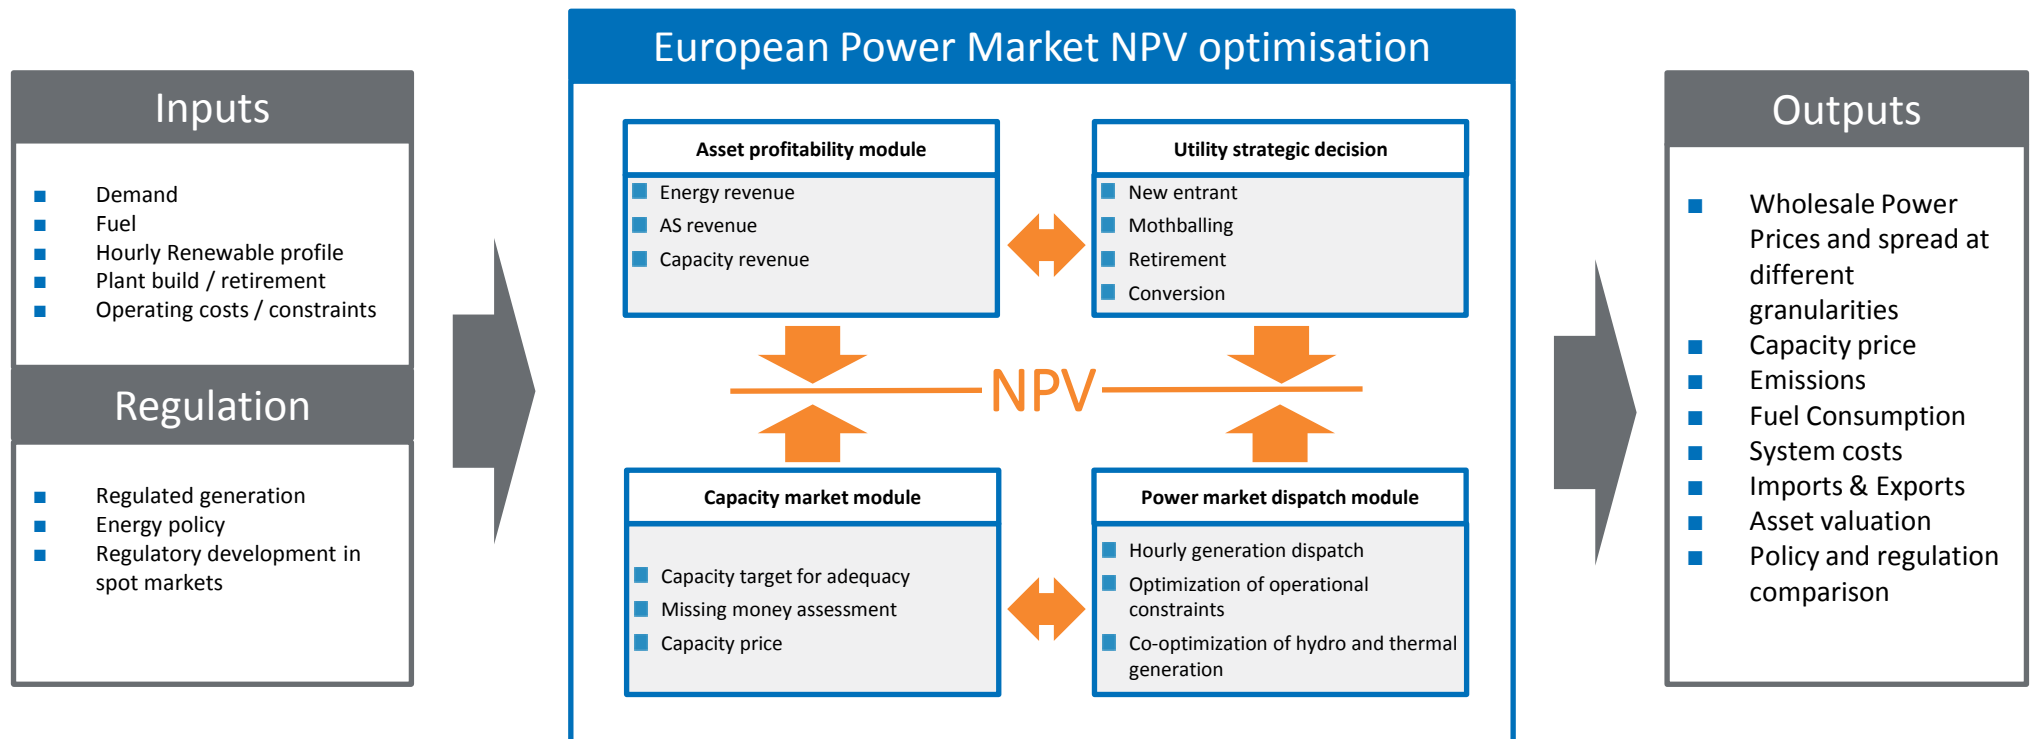 European Power Market NPV optimisation
Inputs
Demand
Fuel
Hourly Renewable profile
Plant build / retirement
Operating costs / constraints
Regulation
Regulated generation
Energy policy
Regulatory development in
spot markets
Asset profitability module
Energy revenue
AS revenue
Capacity revenue
Utility strategic decision
New entrant
Mothballing
Retirement
Conversion
NPV
Capacity market module
Capacity target for adequacy
Missing money assessment
Capacity price
Power market dispatch module
Hourly generation dispatch
Optimization of operational
constraints
Co-optimization of hydro and thermal
generation
Outputs
Wholesale Power
Prices and spread at
different
granularities
Capacity price
Emissions
Fuel Consumption
System costs
Imports & Exports
Asset valuation
Policy and regulation
comparison